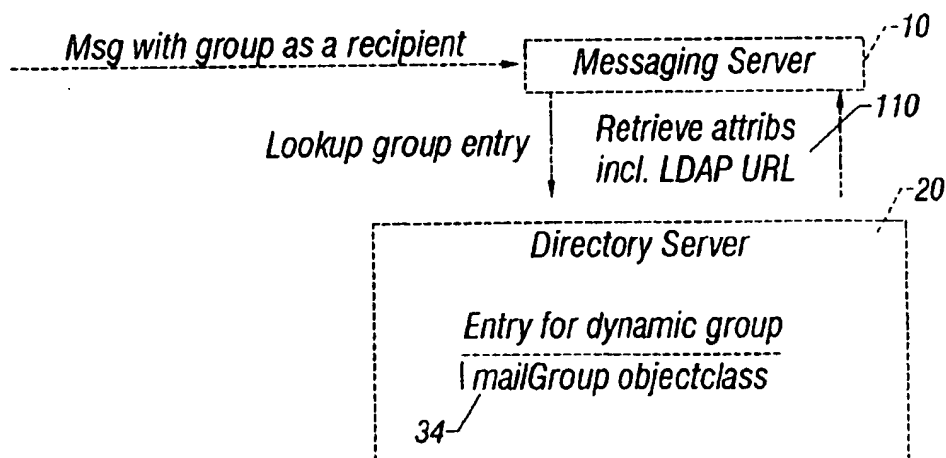 Msg with group as a recipient
Messaging Server
10
Lookup group entry
Retrieve attribs
incl. LDAP URL
110
20
Directory Server
Entry for dynamic group
mailGroup objectclass
34